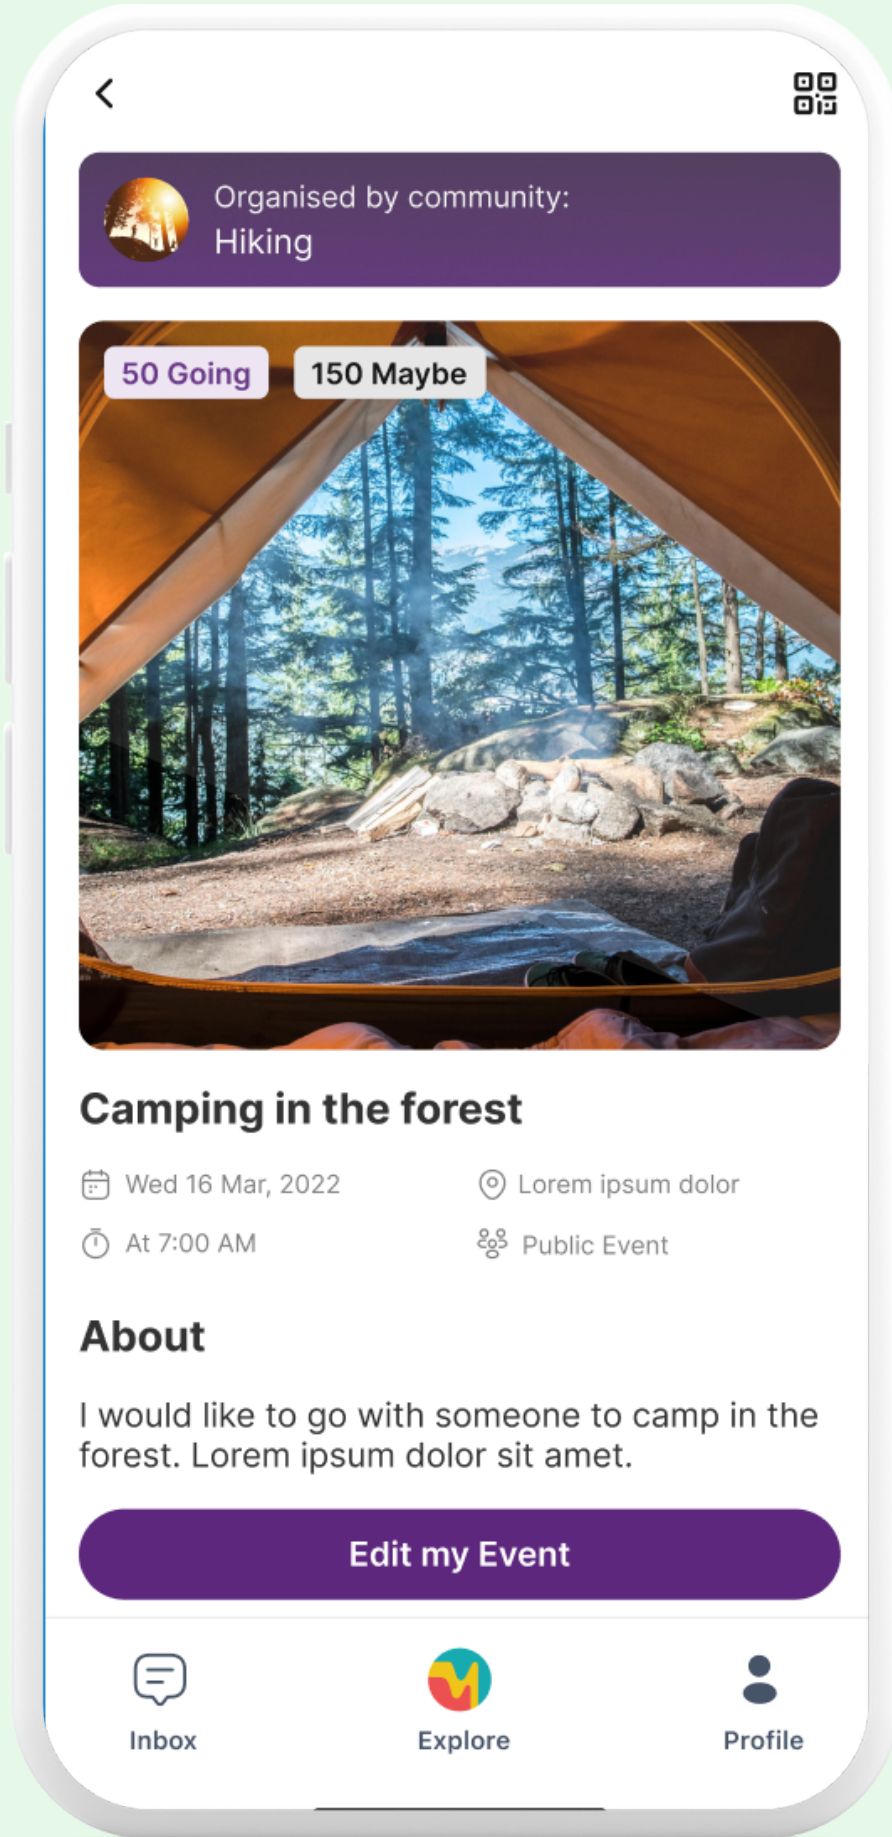 Organised by community:
Hiking
50 Going
150 Maybe
Camping in the forest
Wed 16 Mar, 2022
Lorem ipsum dolor
At 7:00 AM
Public Event
About
I would like to go with someone to camp in the
forest. Lorem ipsum dolor sit amet.
Edit my Event
Inbox
Explore
Profile